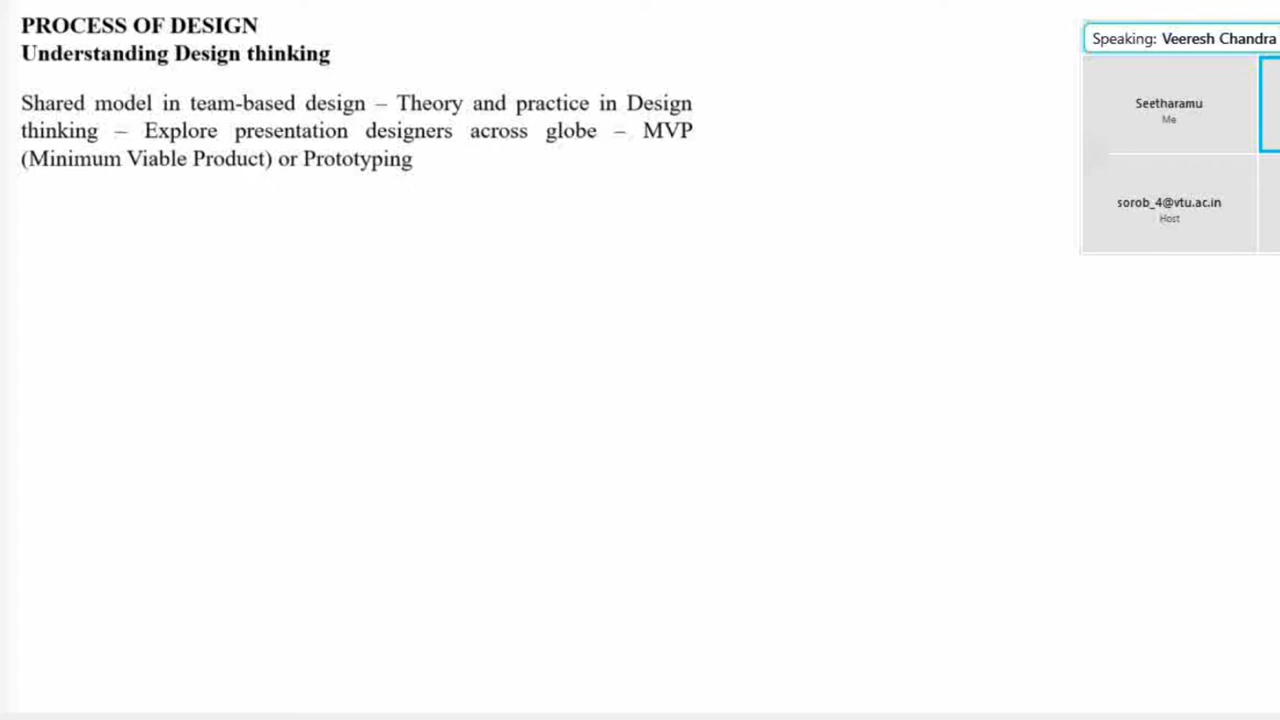 PROCESS OF DESIGN
Understanding Design thinking
Shared model in team-based design – Theory and practice in Design
thinking – Explore presentation designers across globe – MVP
(Minimum Viable Product) or Prototyping
Speaking: Veeresh Chandra
Seetharamu
Me
sorob_4@vtu.ac.in
Host